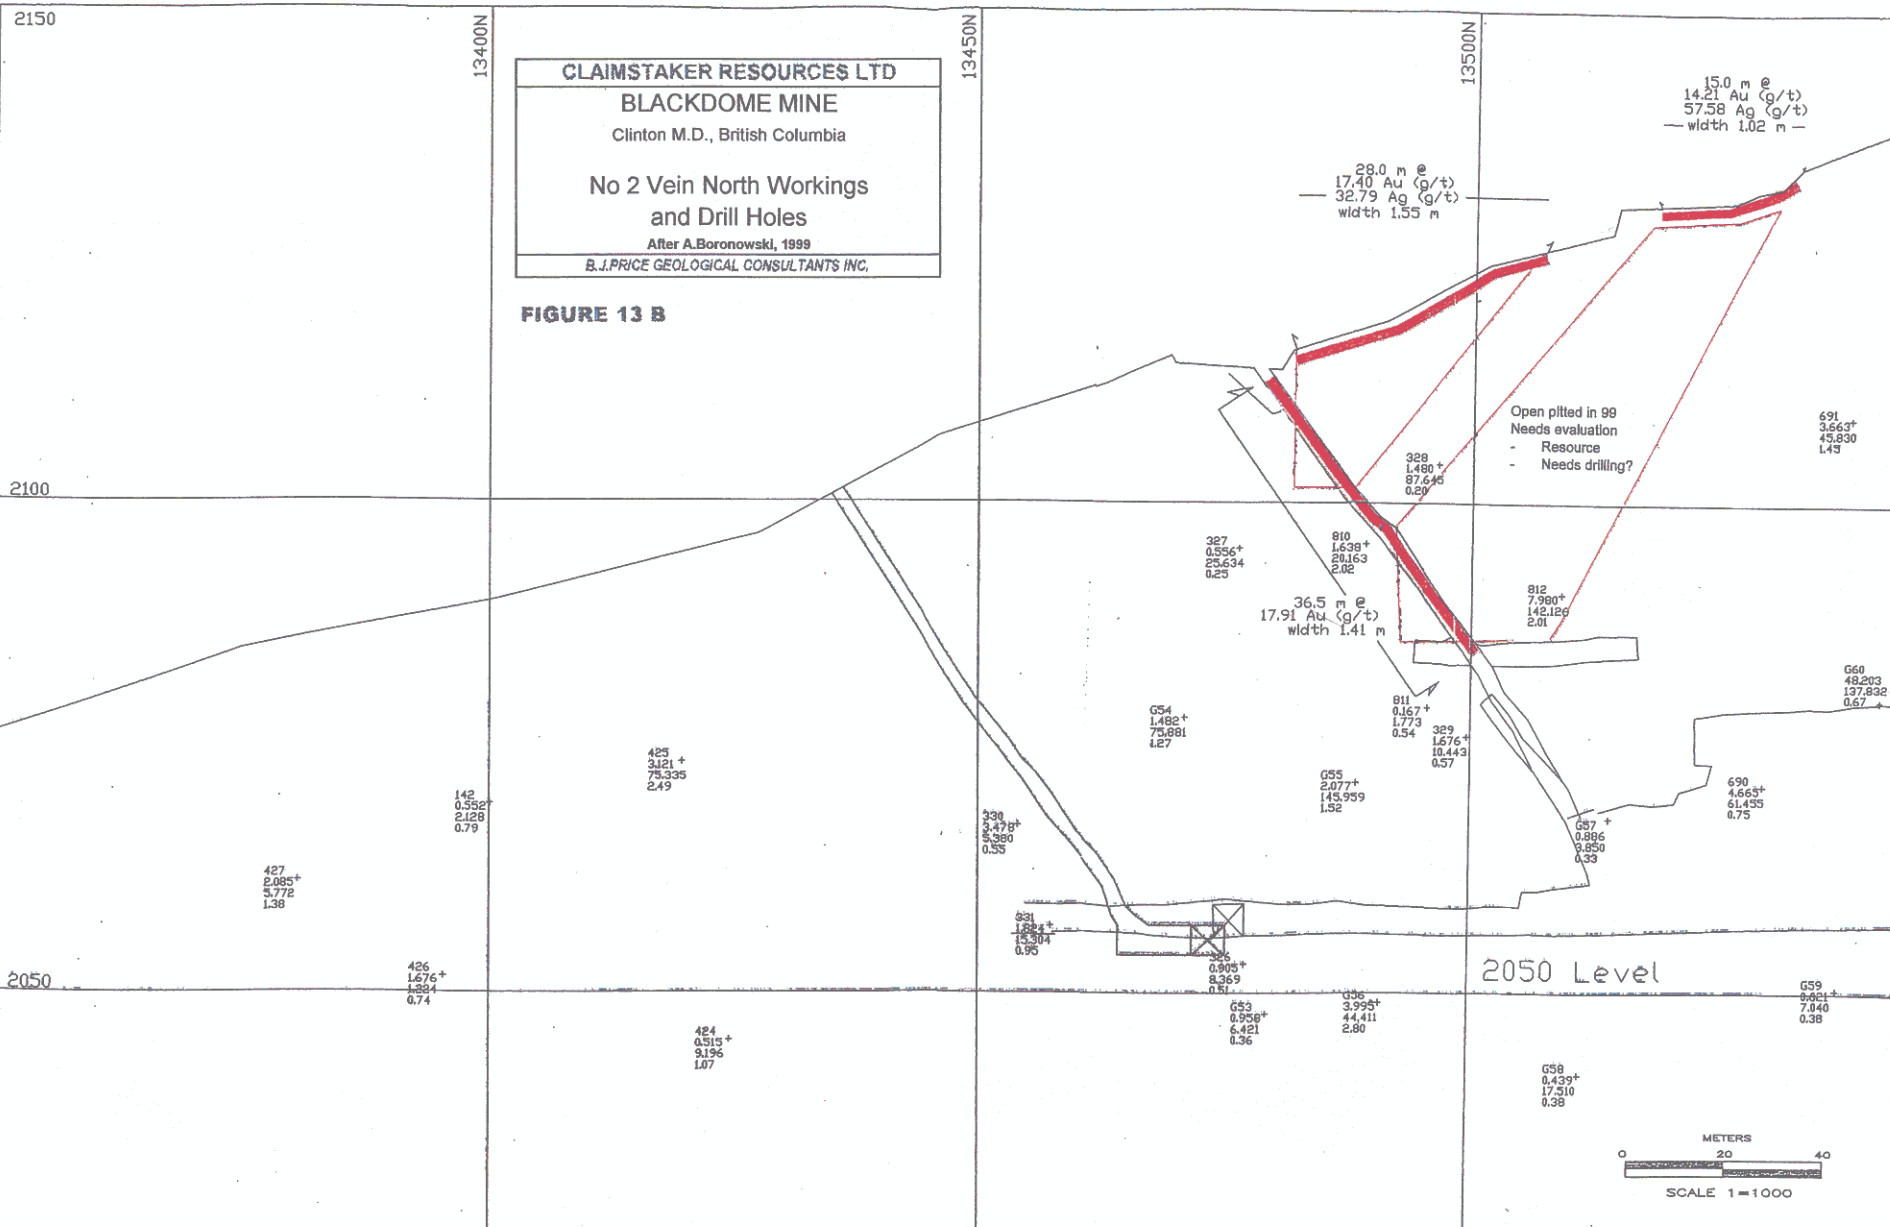 2150
13400N
13450N
13500N
CLAIMSTAKER RESOURCES LTD
BLACKDOME MINE
Clinton M.D., British Columbia
No 2 Vein North Workings
and Drill Holes
After A.Boronowski, 1999
B.J.PRICE GEOLOGICAL CONSULTANTS INC.
FIGURE 13 B
15.0 m @
14.21 Au (g/t)
57.58 Ag (g/t)
width 1.02 m
28.0 m @
17.40 Au (g/t)
32.79 Ag (g/t)
width 1.55 m
Open pitted in 99
Needs evaluation
- Resource
- Needs drilling?
691
3.663+
45.830
1.45
328
1.480+
87.645
0.20
2100
327
0.556+
25.634
0.25
810
1.638+
20.163
2.02
36.5 m @
17.91 Au (g/t)
width 1.41 m
812
7.980+
142.126
2.01
G60
48.203
137.832
0.67+
811
0.167+
1.773
0.54
329
1.676+
10.443
0.57
G54
1.482+
75.881
1.27
G55
2.077+
145.959
1.52
425
3.121+
75.335
2.49
142
0.552+
2.128
0.79
330
3.478+
5.380
0.55
690
4.665+
61.455
0.75
G57+
0.886
3.850
0.33
427
2.085+
5.772
1.38
331
15.304
0.95
426
1.676+
0.74
2050
326
0.905+
8.369
0.51
2050 Level
G53
0.958+
6.421
0.36
G36
3.995+
44.411
2.80
G59
7.040
0.38
424
0.515+
9.196
1.07
G58
0.439+
17.510
0.38
METERS
0 20 40
SCALE 1=1000